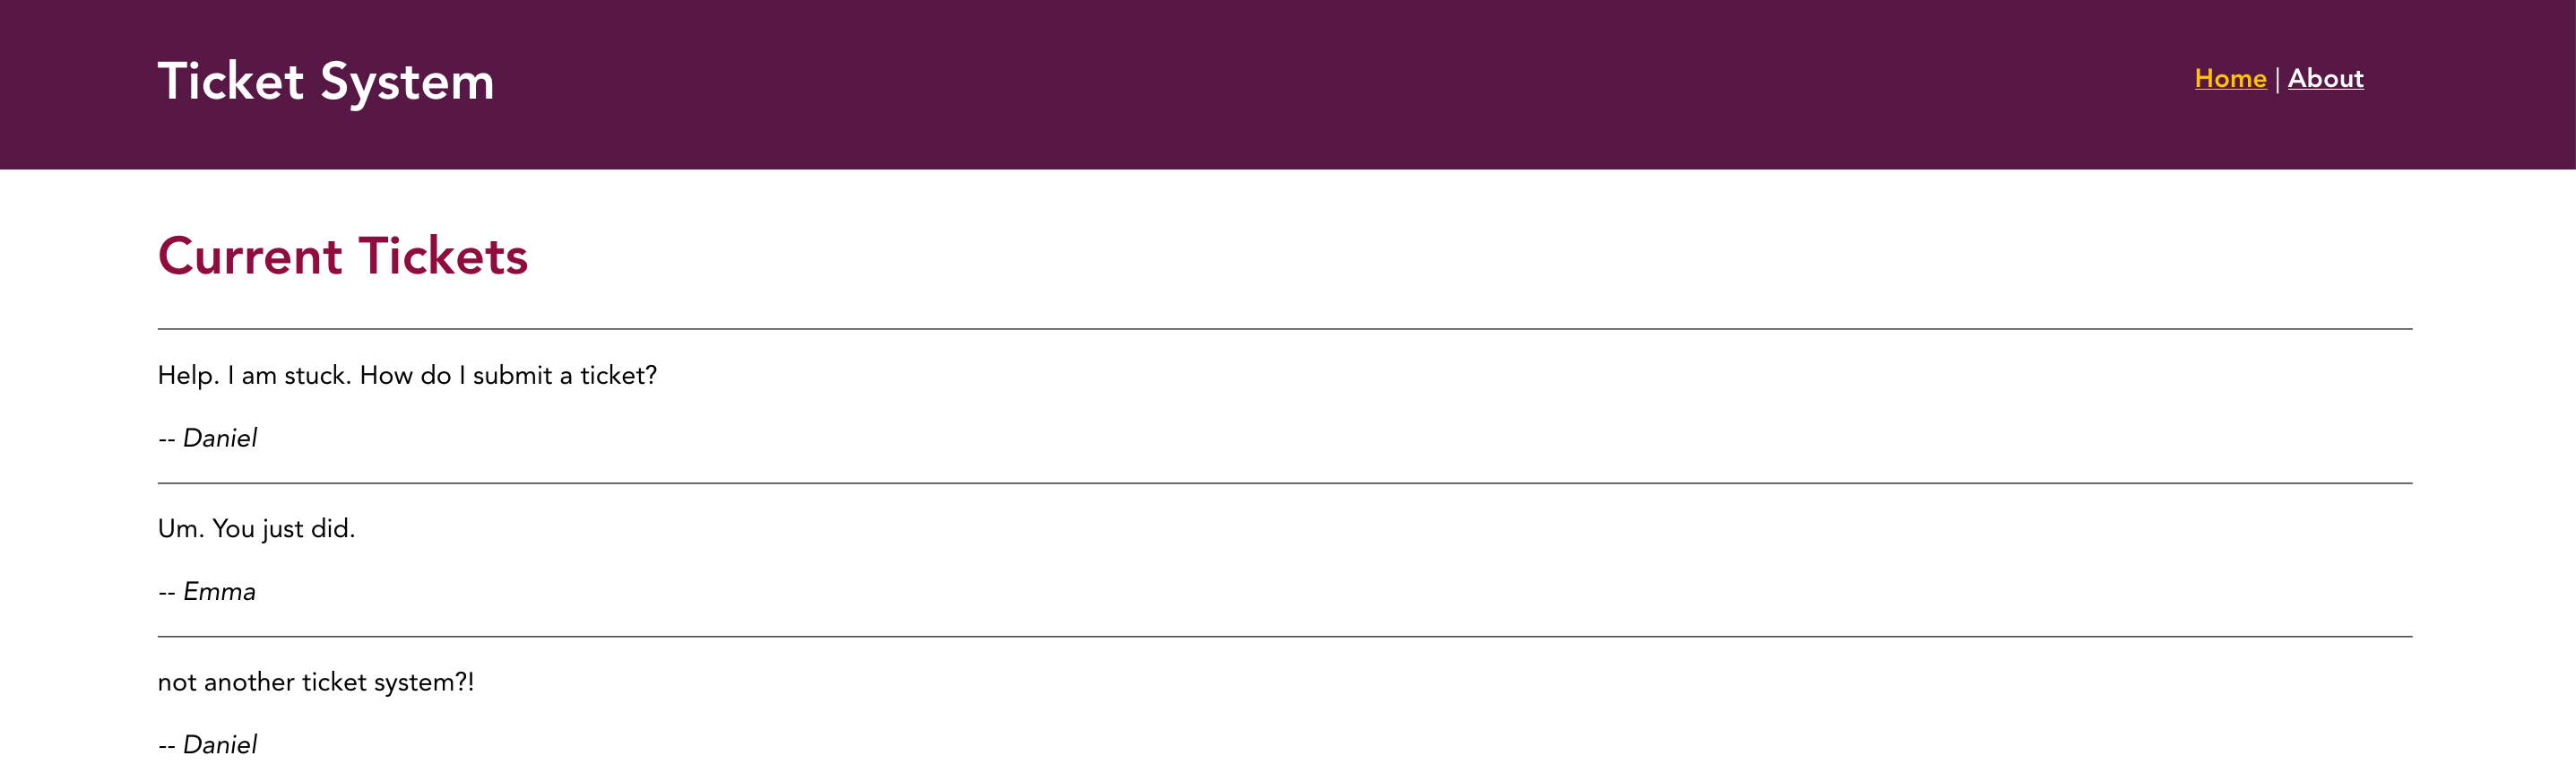 Ticket System
Home | About
Current Tickets
Help. I am stuck. How do I submit a ticket?
-- Daniel
Um. You just did.
-- Emma
not another ticket system?!
-- Daniel